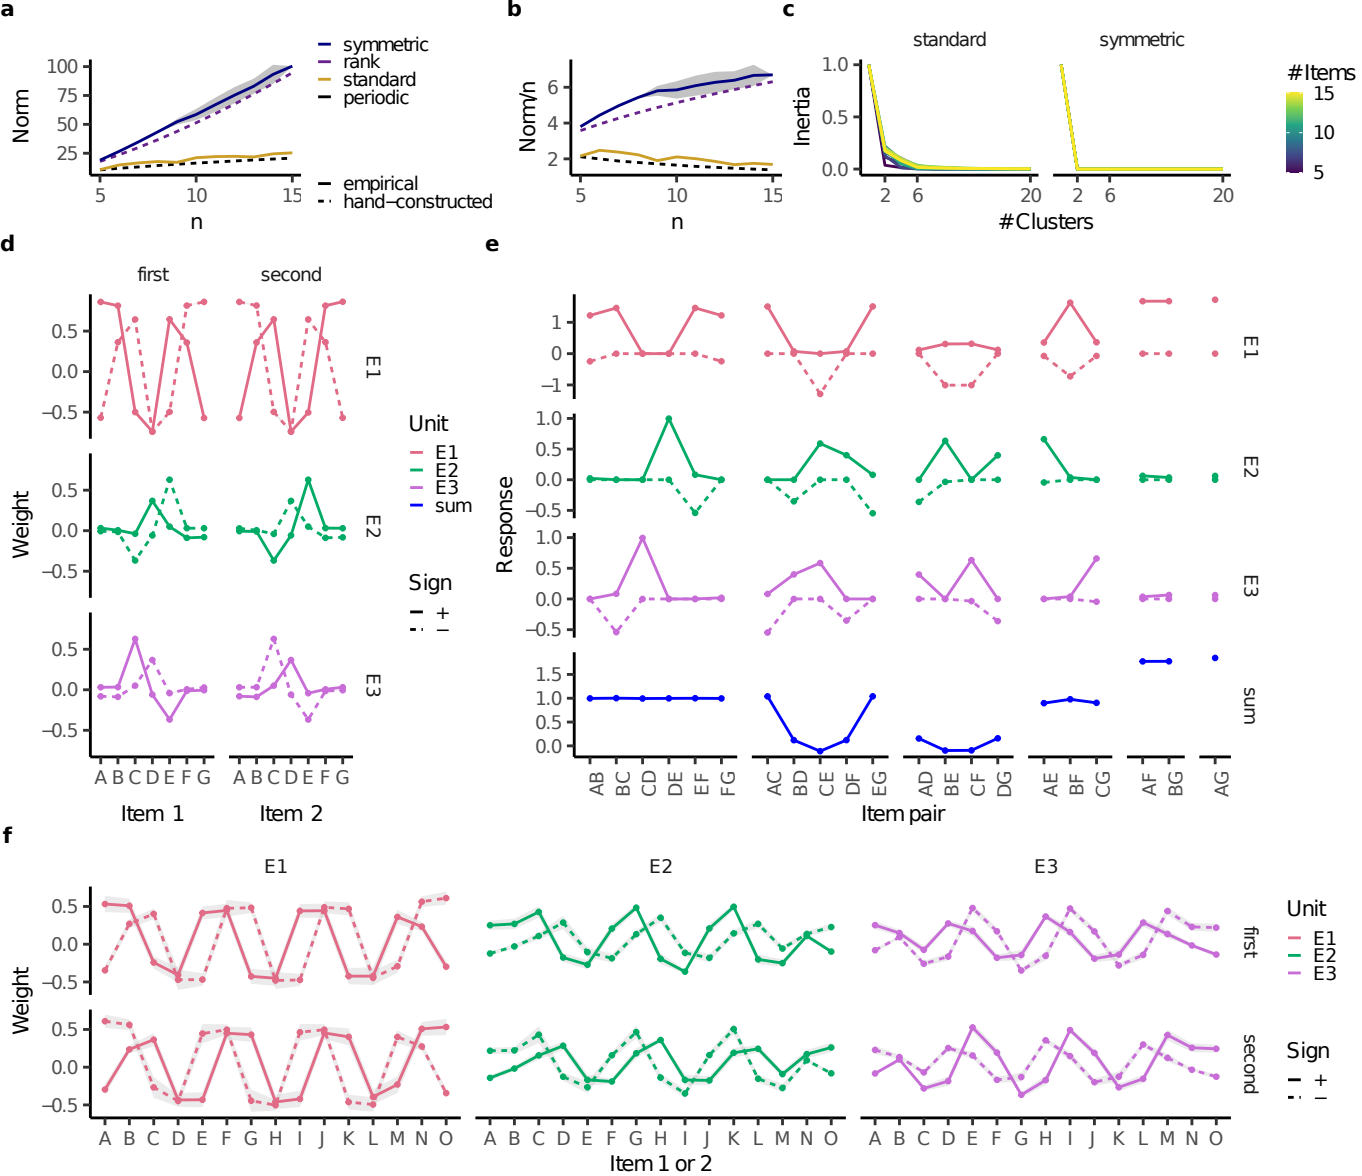 a
Norm
100
75
50
25
5
10
15
n
symmetric
rank
standard
periodic
empirical
hand−constructed
b
Norm/n
6
4
2
5
10
15
n
c
standard
symmetric
Inertia
1.0
0.5
0.0
2
6
20
2
6
20
#Clusters
#Items
15
10
5
d
first
second
Weight
0.5
0.0
−0.5
E1
0.5
0.0
−0.5
E2
0.5
0.0
−0.5
E3
A B C D E F G
A B C D E F G
Item 1
Item 2
Unit
E1
E2
E3
sum
Sign
+
−
e
Response
1
0
−1
E1
1.0
0.5
0.0
−0.5
E2
1.0
0.5
0.0
−0.5
E3
1.5
1.0
0.5
0.0
sum
AB BC CD DE EF FG
AC BD CE DF EG
AD BE CF DG
AE BF CG
AF BG
AG
Item pair
f
E1
E2
E3
Weight
0.5
0.0
−0.5
first
0.5
0.0
−0.5
second
A B C D E F G H I J K L M N O
A B C D E F G H I J K L M N O
A B C D E F G H I J K L M N O
Item 1 or 2
Unit
E1
E2
E3
Sign
+
−